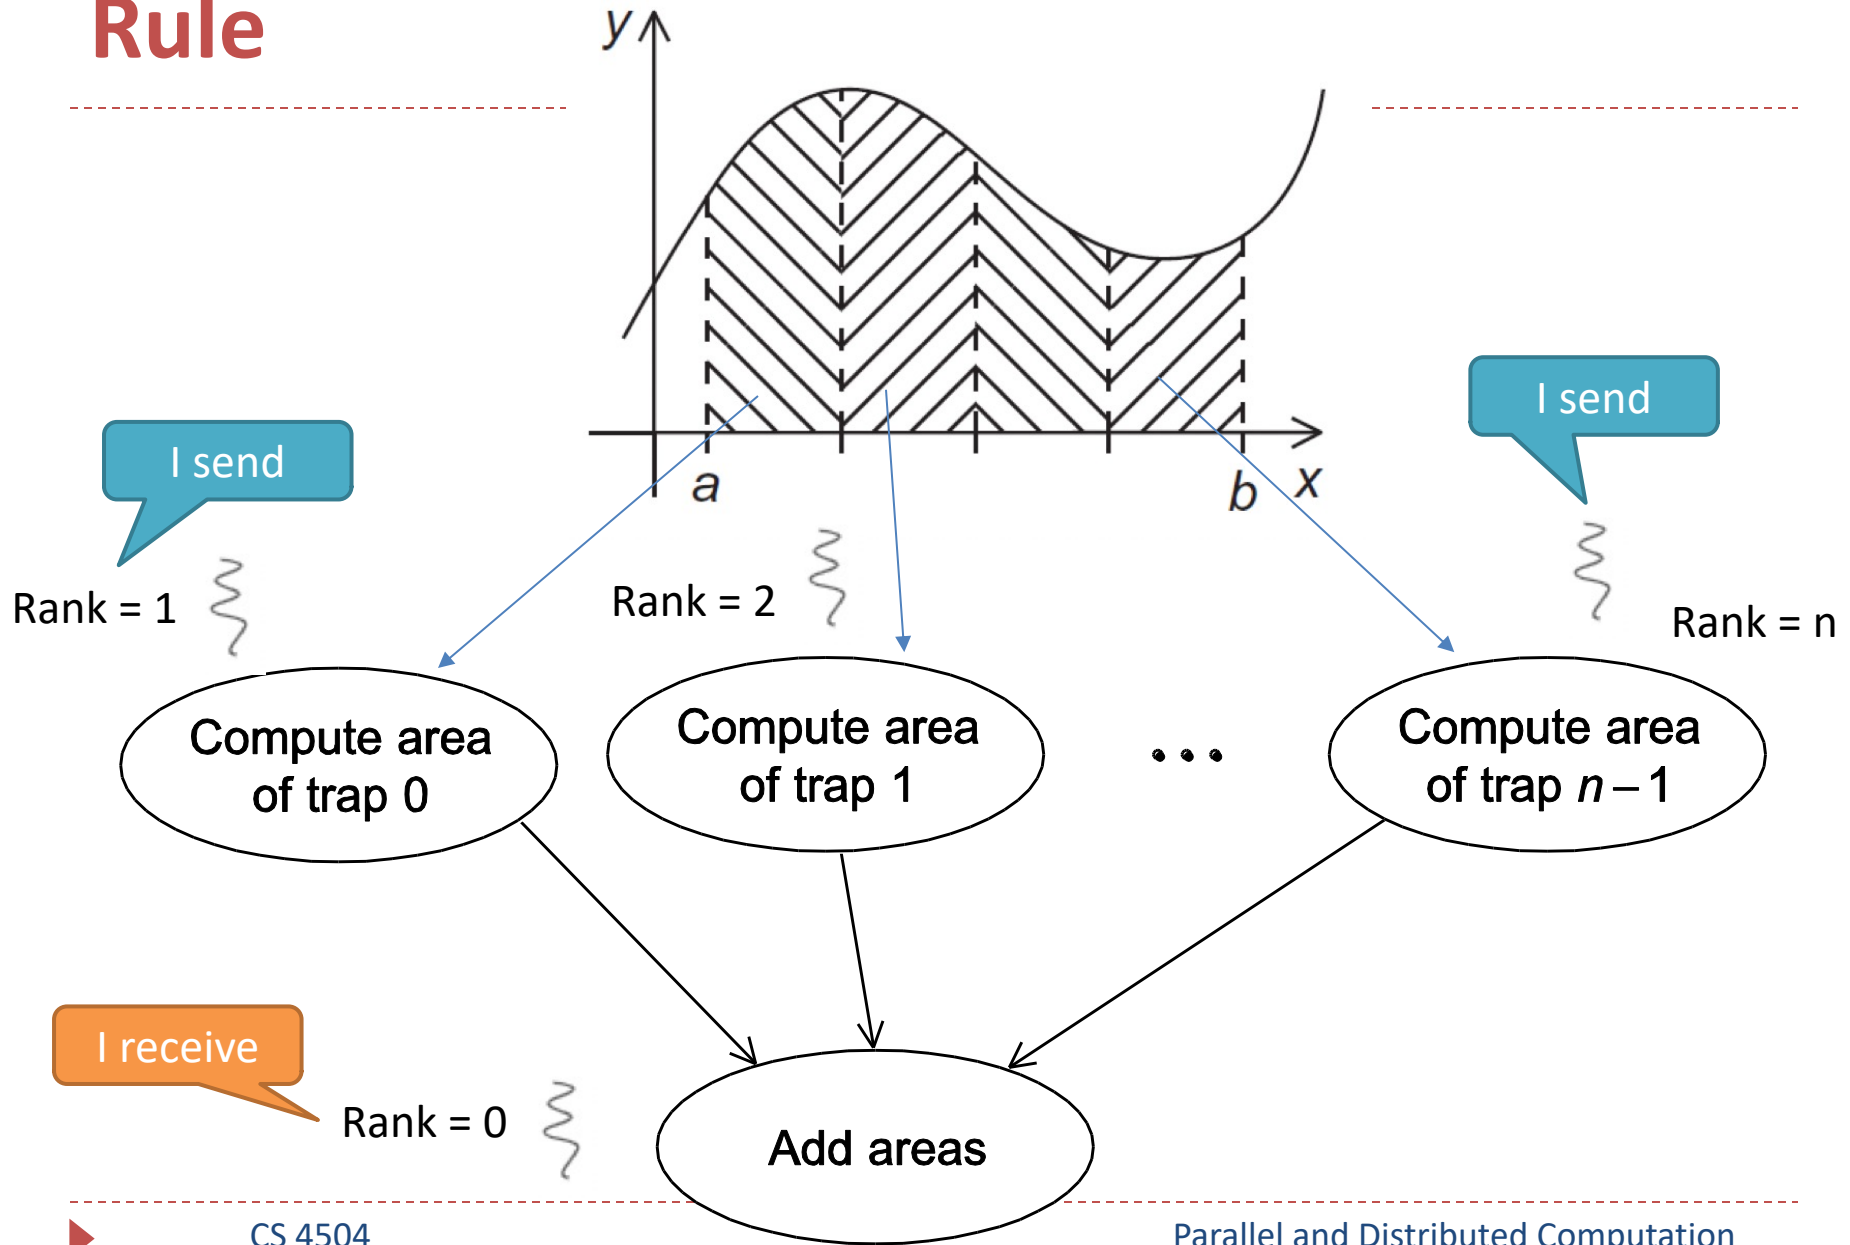 Rule
y
I send
I send
a
b
x
Rank = 1
Rank = 2
Rank = n
Compute area
of trap 0
Compute area
of trap 1
...
Compute area
of trap n – 1
I receive
Rank = 0
Add areas
CS 4504
Parallel and Distributed Computation